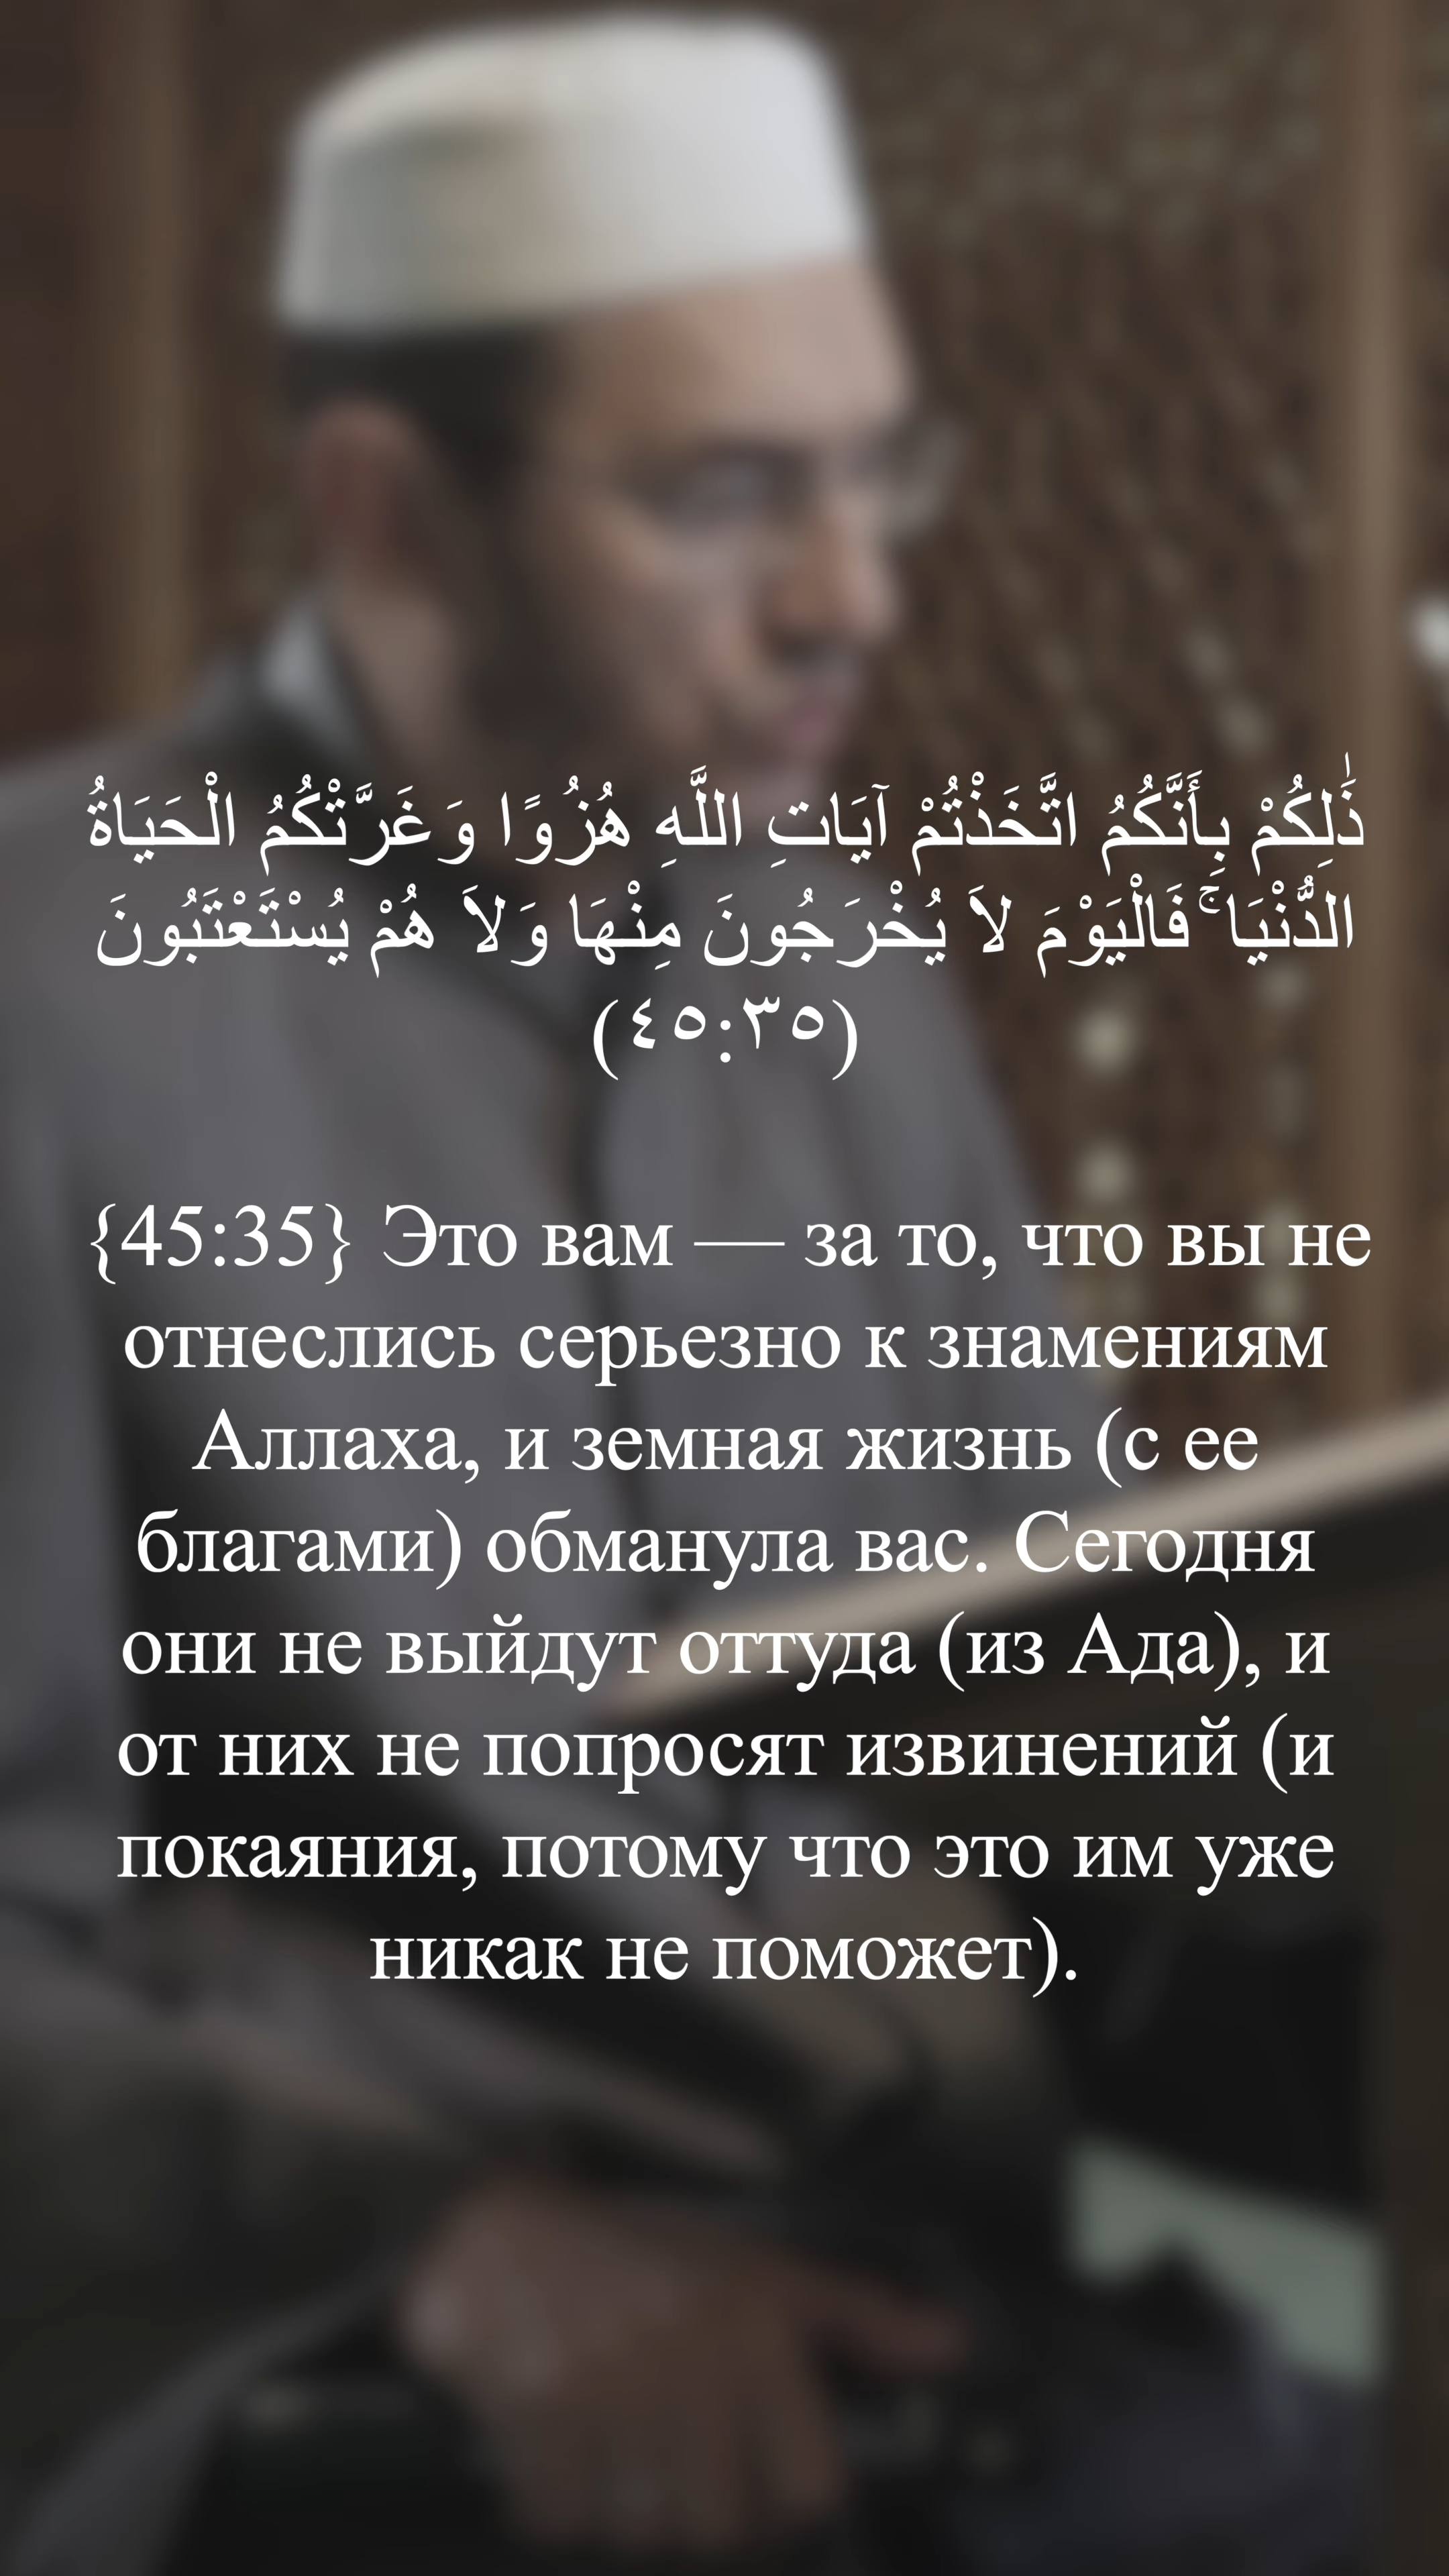 ذَٰلِكُمْ بِأَنَّكُمُ اتَّخَذْتُمْ آيَاتِ اللَّهِ هُزُوًا وَغَرَّتْكُمُ الْحَيَاةُ
الدُّنْيَا ۚ فَالْيَوْمَ لاَ يُخْرَجُونَ مِنْهَا وَلاَ هُمْ يُسْتَعْتَبُونَ
(٤٥:٣٥)
{45:35} Это вам — за то, что вы не
отнеслись серьезно к знамениям
Аллаха, и земная жизнь (с ее
благами) обманула вас. Сегодня
они не выйдут оттуда (из Ада), и
от них не попросят извинений (и
покаяния, потому что это им уже
никак не поможет).